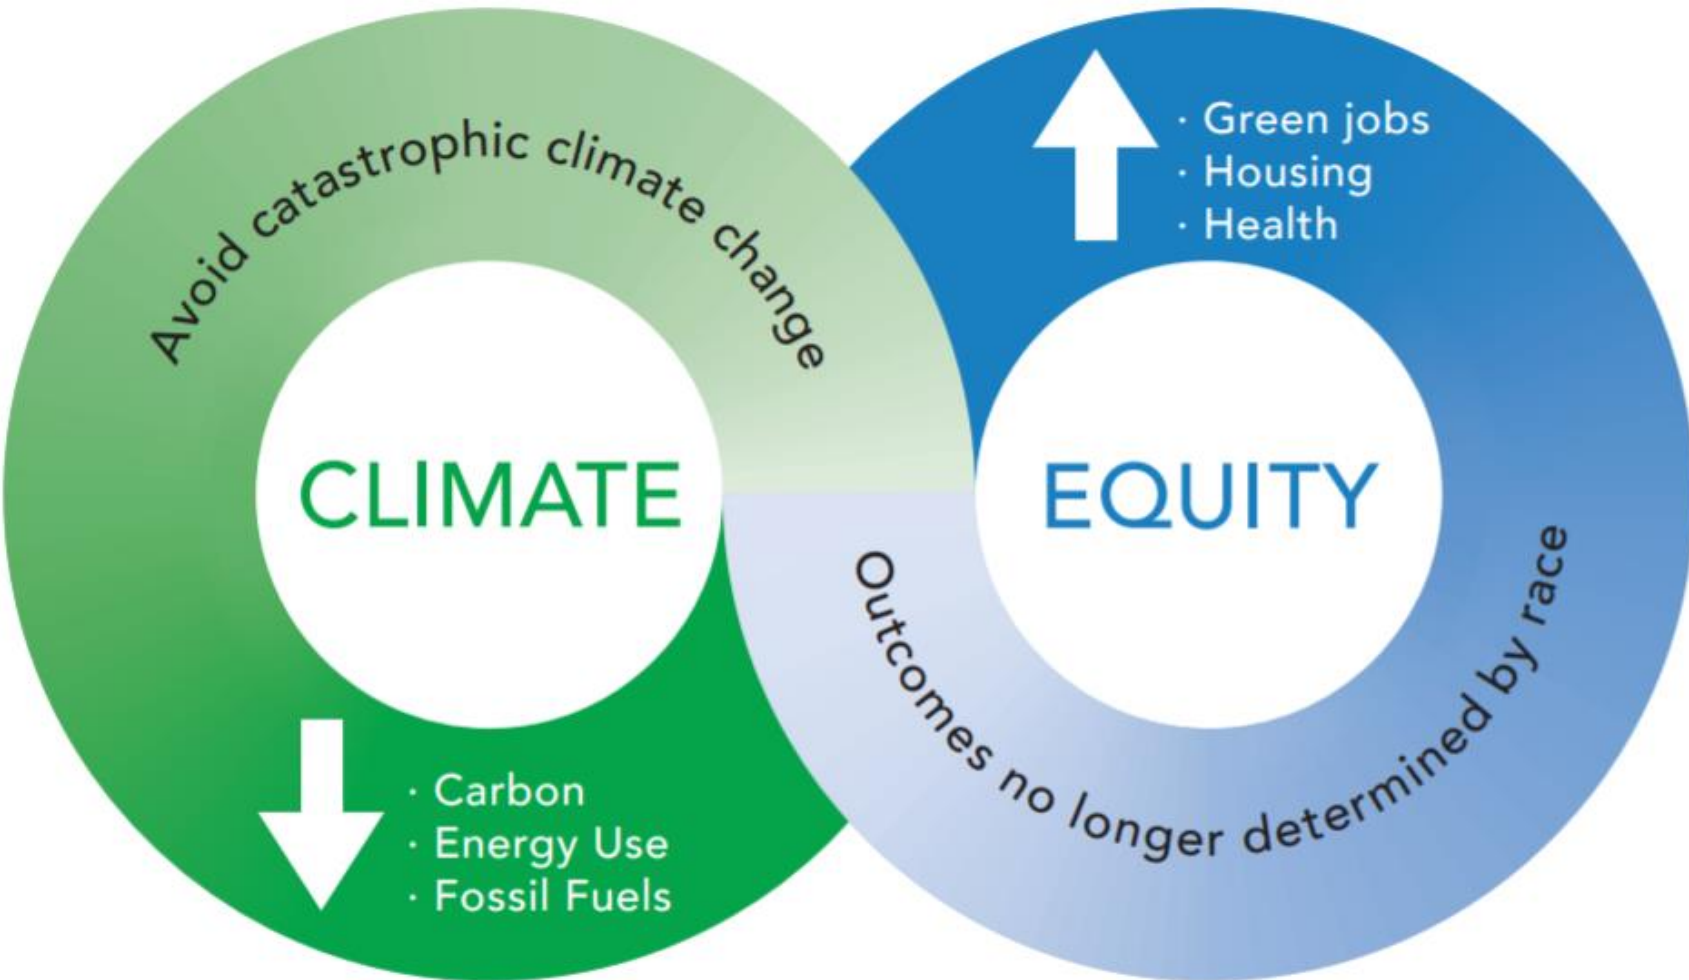 Avoid catastrophic climate change
CLIMATE
· Carbon
· Energy Use
· Fossil Fuels
· Green jobs
· Housing
· Health
EQUITY
Outcomes no longer determined by race